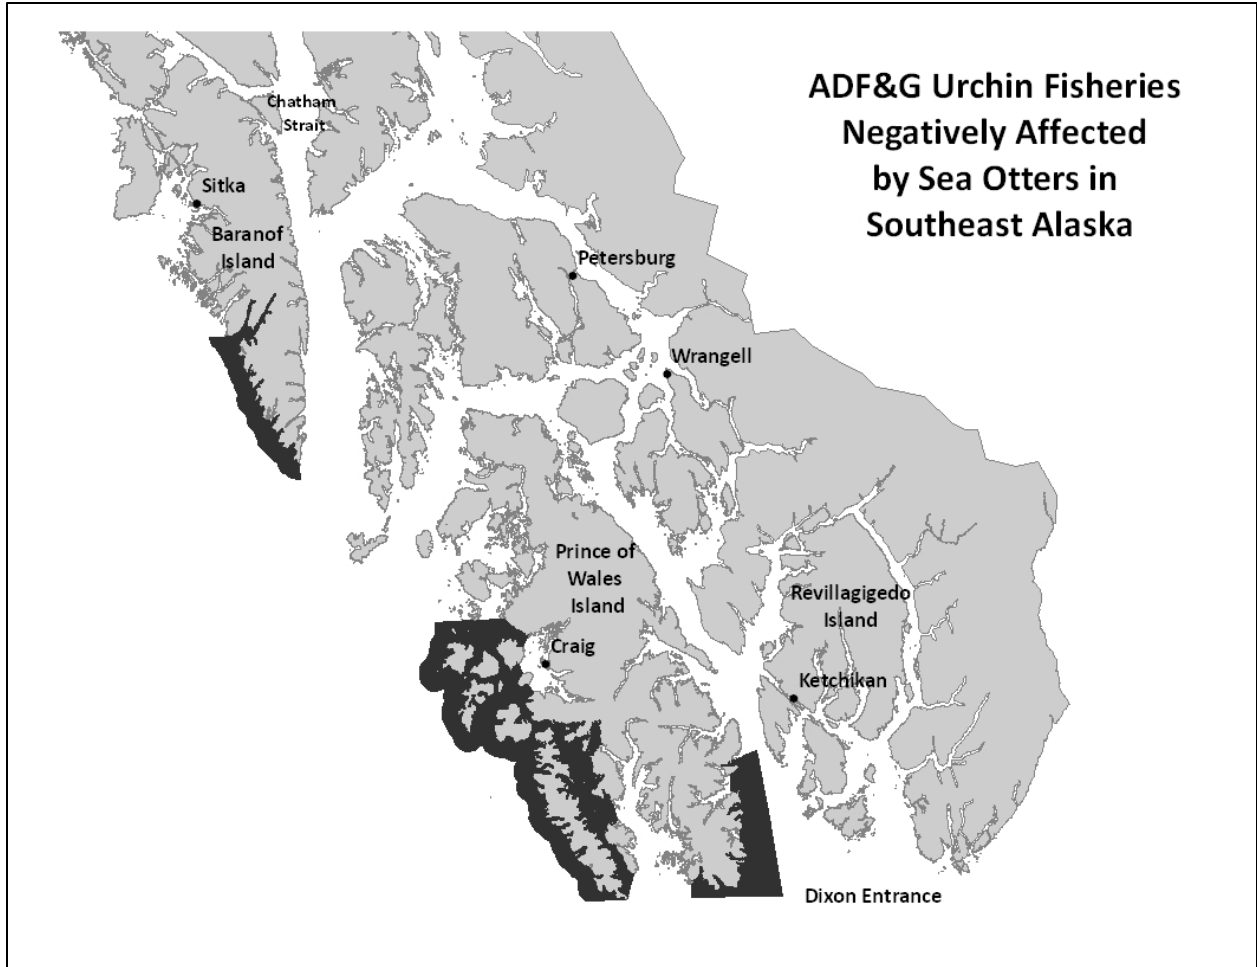 ADF&G Urchin Fisheries
Negatively Affected
by Sea Otters in
Southeast Alaska
Chatham
Strait
Sitka
Baranof
Island
Petersburg
Wrangell
Prince of
Wales
Island
Revillagigedo
Island
Craig
Ketchikan
Dixon Entrance